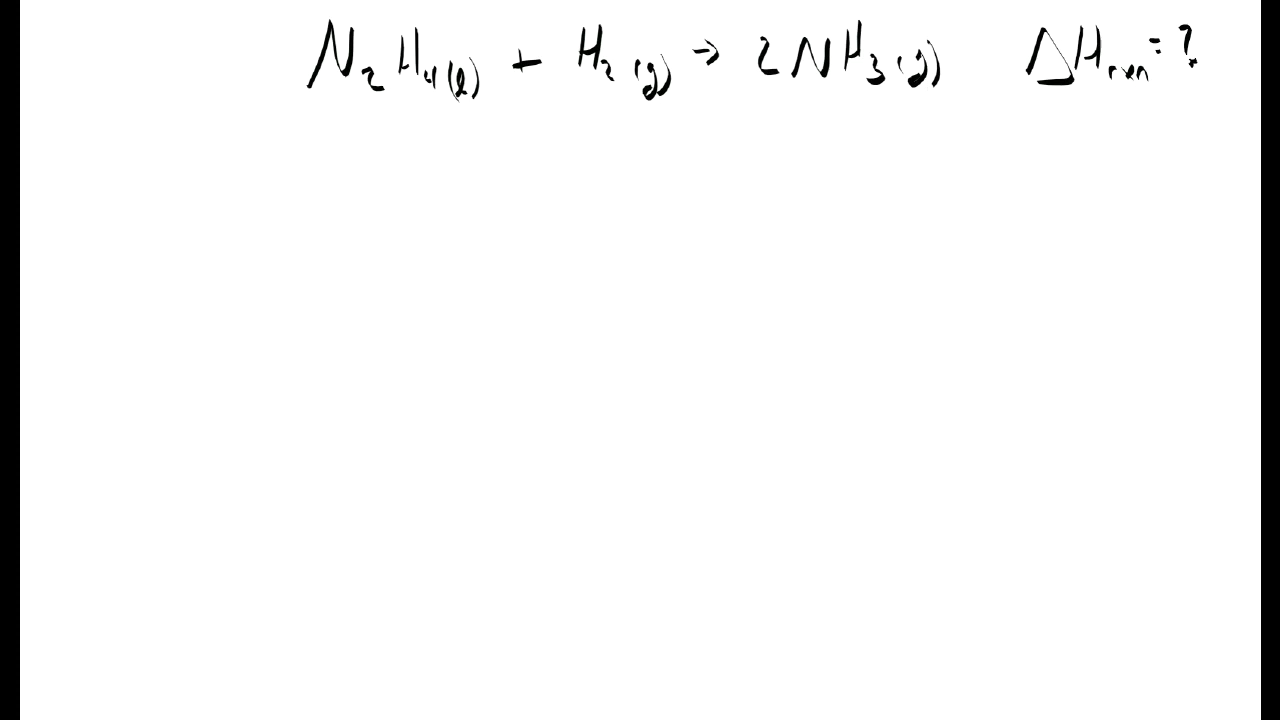 N₂H₄(l) + H₂(g) → 2NH₃(g) ΔHrxn = ?